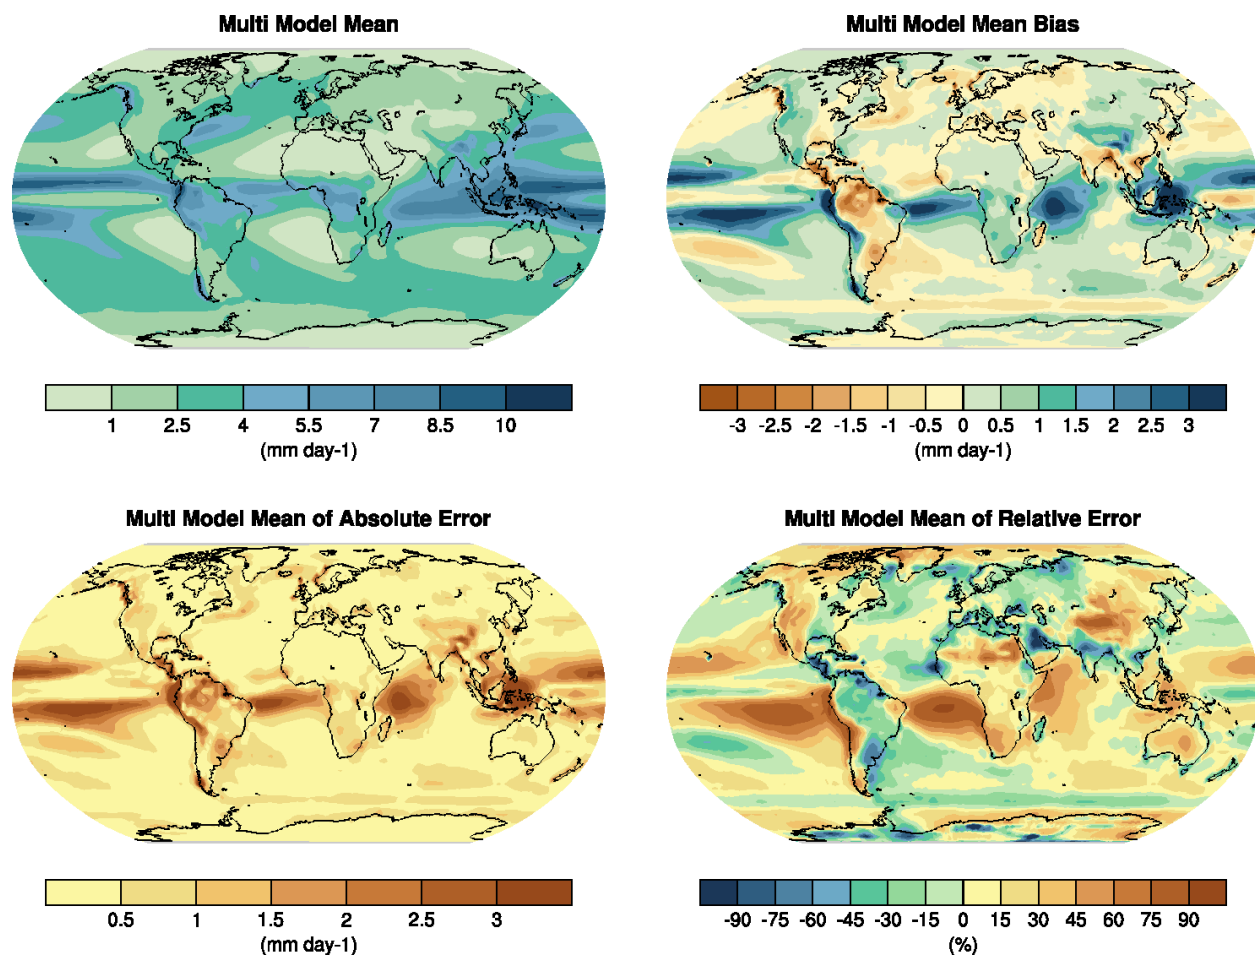 Multi Model Mean
Multi Model Mean Bias
1 2.5 4 5.5 7 8.5 10
(mm day-1)
-3 -2.5 -2 -1.5 -1 -0.5 0 0.5 1 1.5 2 2.5 3
(mm day-1)
Multi Model Mean of Absolute Error
Multi Model Mean of Relative Error
0.5 1 1.5 2 2.5 3
(mm day-1)
-90 -75 -60 -45 -30 -15 0 15 30 45 60 75 90
(%)